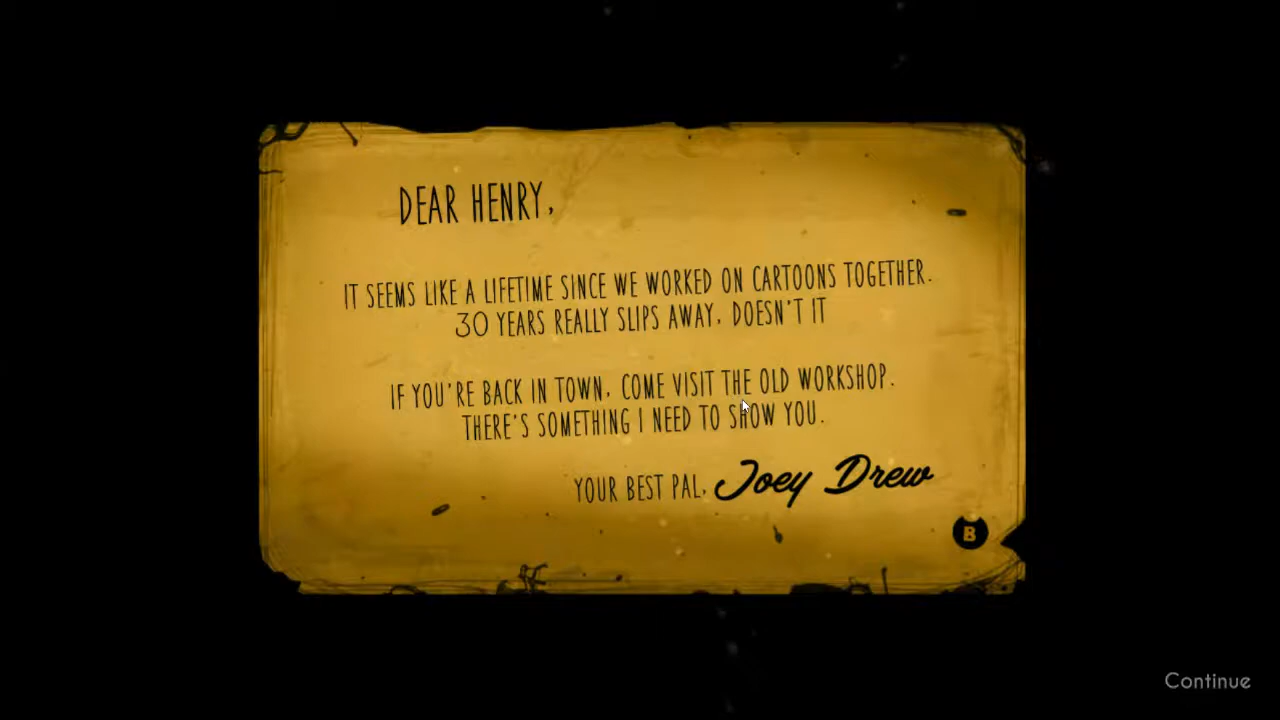 DEAR HENRY,
IT SEEMS LIKE A LIFETIME SINCE WE WORKED ON CARTOONS TOGETHER.
30 YEARS REALLY SLIPS AWAY, DOESN'T IT
IF YOU'RE BACK IN TOWN, COME VISIT THE OLD WORKSHOP.
THERE'S SOMETHING I NEED TO SHOW YOU.
YOUR BEST PAL, Joey Drew
B
Continue